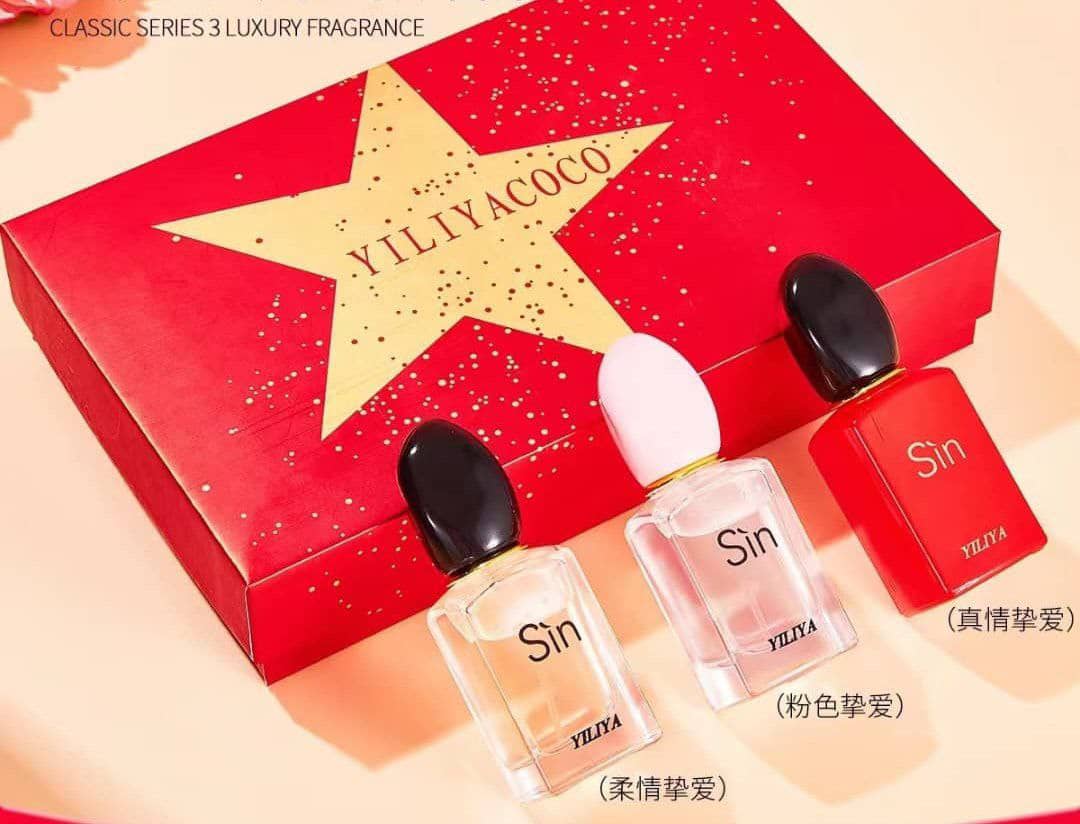 CLASSIC SERIES 3 LUXURY FRAGRANCE
YILIYACOCO
Sìn
YILIYA
(真情挚爱)
Sìn
YILIYA
(粉色挚爱)
Sìn
YILIYA
(柔情挚爱)